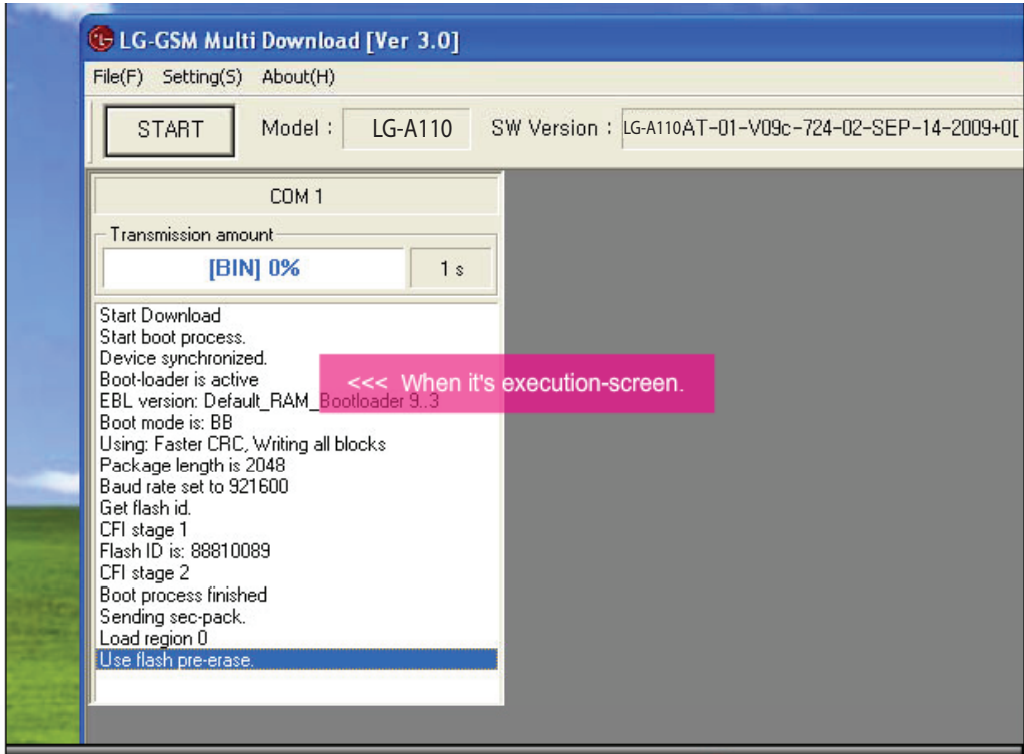 LG-GSM Multi Download [Ver 3.0]
File(F) Setting(S) About(H)
START Model : LG-A110 SW Version : LG-A110AT-01-V09c-724-02-SEP-14-2009+0[
COM 1
Transmission amount
[BIN] 0% 1 s
Start Download
Start boot process.
Device synchronized.
Boot-loader is active
<<< When it's execution-screen.
EBL version: Default_RAM_Bootloader 9..3
Boot mode is: BB
Using: Faster CRC, Writing all blocks
Package length is 2048
Baud rate set to 921600
Get flash id.
CFI stage 1
Flash ID is: 88810089
CFI stage 2
Boot process finished
Sending sec-pack.
Load region 0
Use flash pre-erase.